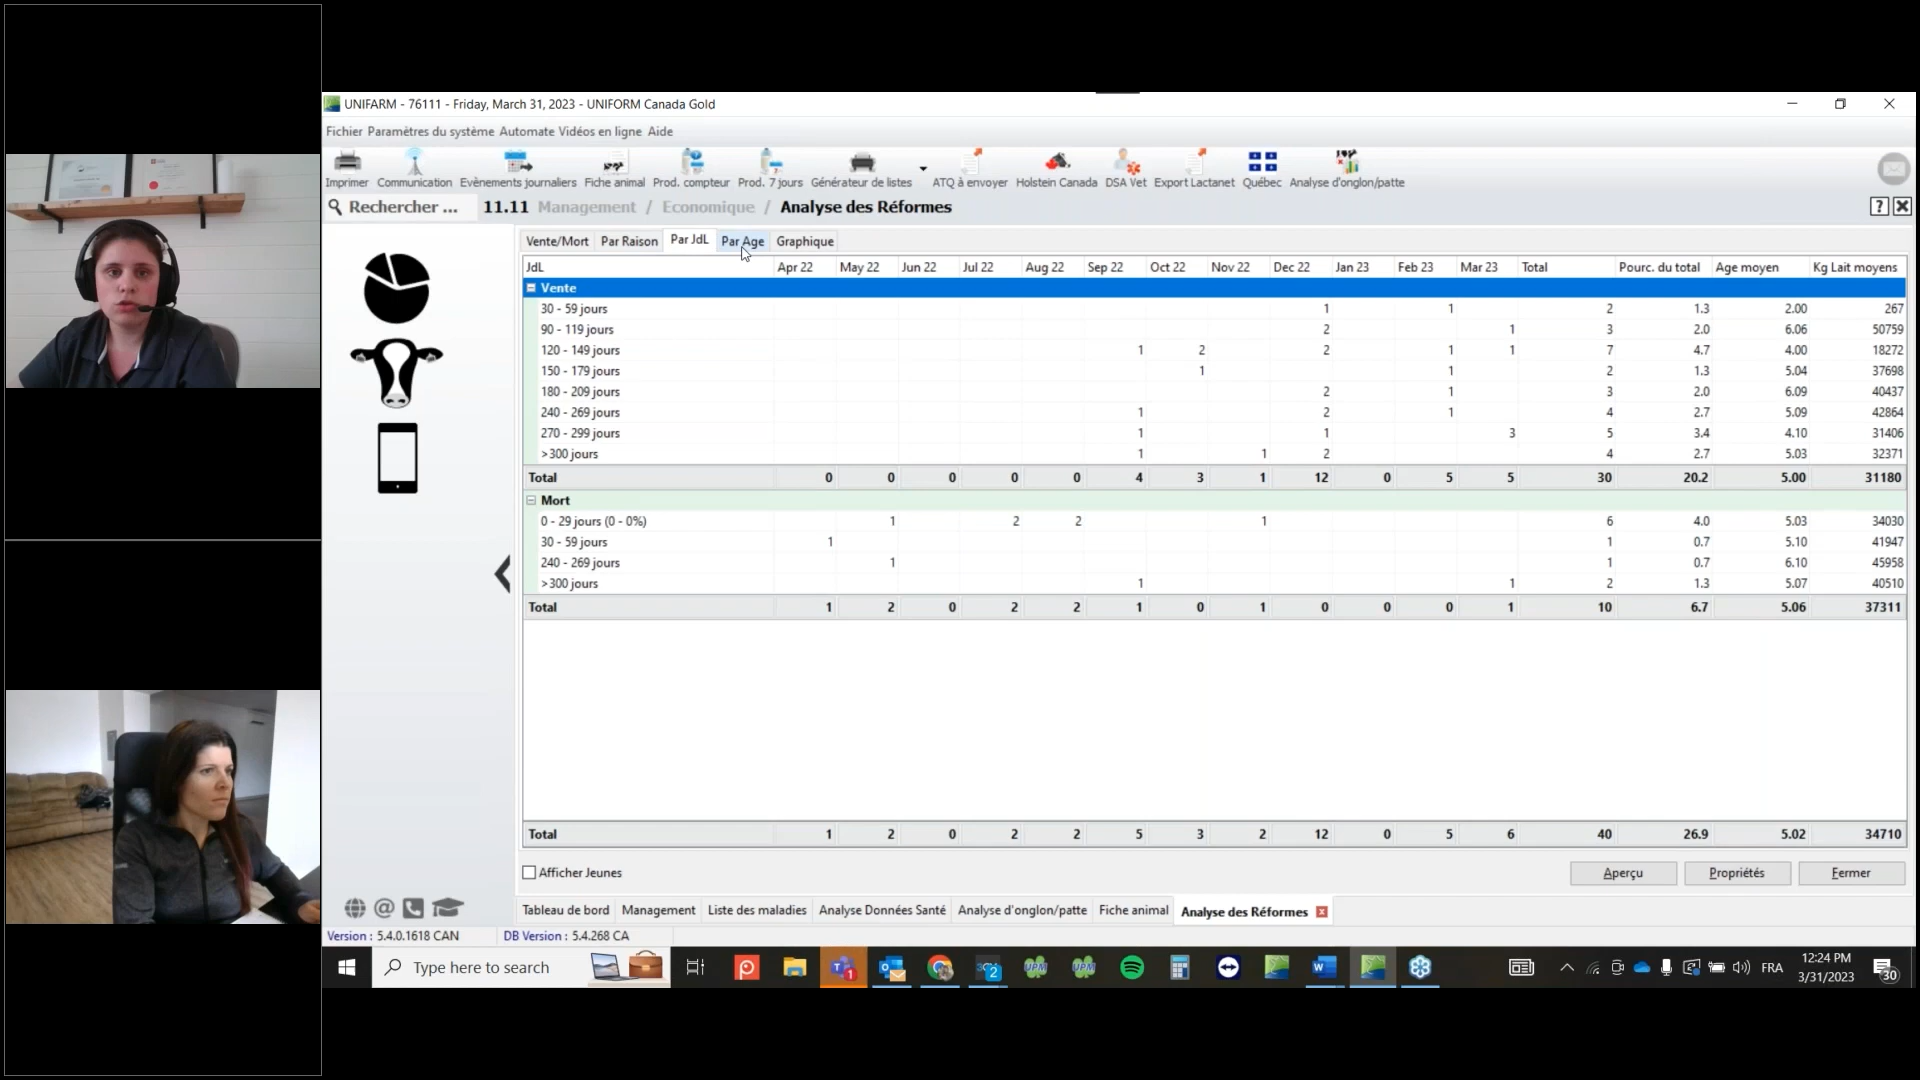 UNIFARM - 76111 - Friday, March 31, 2023 - UNIFORM Canada Gold
Fichier Paramètres du système Automate Vidéos en ligne Aide
Imprimer Communication Evènements journaliers Fiche animal Prod. compteur Prod. 7 jours Générateur de listes ATQ à envoyer Holstein Canada DSA Vet Export Lactanet Québec Analyse d'onglon/patte
Rechercher ... 11.11 Management / Economique / Analyse des Réformes
Vente/Mort Par Raison Par JdL Par Age Graphique
JdL Apr 22 May 22 Jun 22 Jul 22 Aug 22 Sep 22 Oct 22 Nov 22 Dec 22 Jan 23 Feb 23 Mar 23 Total Pourc. du total Age moyen Kg Lait moyens
Vente
30 - 59 jours 1 1 2 1.3 2.00 267
90 - 119 jours 2 1 3 2.0 6.06 50759
120 - 149 jours 1 2 2 1 1 7 4.7 4.00 18272
150 - 179 jours 1 1 2 1.3 5.04 37698
180 - 209 jours 2 1 3 2.0 6.09 40437
240 - 269 jours 1 2 1 4 2.7 5.09 42864
270 - 299 jours 1 1 3 5 3.4 4.10 31406
>300 jours 1 1 2 4 2.7 5.03 32371
Total 0 0 0 0 0 4 3 1 12 0 5 5 30 20.2 5.00 31180
Mort
0 - 29 jours (0 - 0%) 1 2 2 1 6 4.0 5.03 34030
30 - 59 jours 1 1 0.7 5.10 41947
240 - 269 jours 1 1 0.7 6.10 45958
>300 jours 1 1 2 1.3 5.07 40510
Total 1 2 0 2 2 1 0 1 0 0 0 1 10 6.7 5.06 37311
Total 1 2 0 2 2 5 3 2 12 0 5 6 40 26.9 5.02 34710
Afficher Jeunes Aperçu Propriétés Fermer
Tableau de bord Management Liste des maladies Analyse Données Santé Analyse d'onglon/patte Fiche animal Analyse des Réformes
Version : 5.4.0.1618 CAN DB Version : 5.4.268 CA
Type here to search FRA 12:24 PM
3/31/2023 30